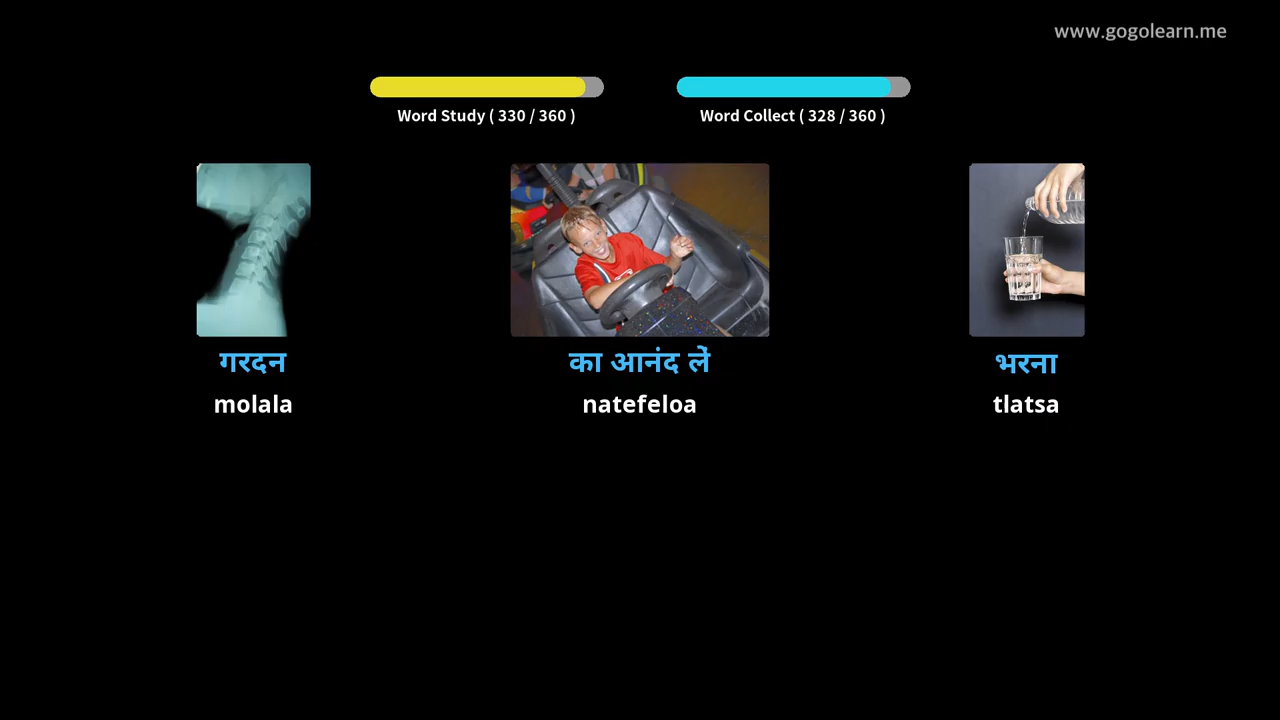 www.gogolearn.me
Word Study ( 330 / 360 )
Word Collect ( 328 / 360 )
गरदन
का आनंद लें
भरना
molala
natefeloa
tlatsa